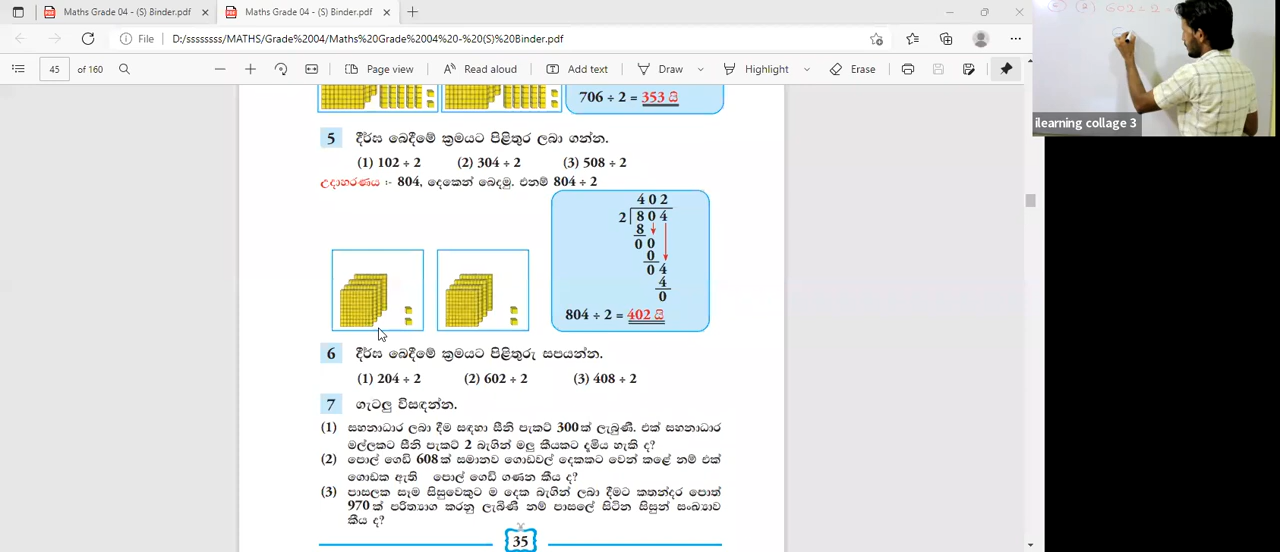 Maths Grade 04 - (S) Binder.pdf
Maths Grade 04 - (S) Binder.pdf
File
D:/ssssssss/MATHS/Grade%2004/Maths%20Grade%2004%20-%20(S)%20Binder.pdf
45 of 160
Page view
Read aloud
Add text
Draw
Highlight
Erase
602 ÷ 2 =
ilearning collage 3
706 ÷ 2 = 353 යි
5 දීර්ඝ බෙදීමේ ක්‍රමයට පිළිතුර ලබා ගන්න.
(1) 102 ÷ 2 (2) 304 ÷ 2 (3) 508 ÷ 2
උදාහරණය :- 804, දෙකෙන් බෙදමු. එනම් 804 ÷ 2
4 0 2
2 8 0 4
8
0 0
0
0 4
4
0
804 ÷ 2 = 402 යි
6 දීර්ඝ බෙදීමේ ක්‍රමයට පිළිතුරු සපයන්න.
(1) 204 ÷ 2 (2) 602 ÷ 2 (3) 408 ÷ 2
7 ගැටලු විසඳන්න.
(1) සහනාධාර ලබා දීම සඳහා සීනි පැකට් 300ක් ලැබුණි. එක් සහනාධාර
මල්ලකට සීනි පැකට් 2 බැගින් මලු කීයකට දැමිය හැකි ද?
(2) පොල් ගෙඩි 608ක් සමානව ගොඩවල් දෙකකට වෙන් කළේ නම් එක්
ගොඩක ඇති පොල් ගෙඩි ගණන කීය ද?
(3) පාසලක සෑම සිසුවෙකුට ම දෙක බැගින් ලබා දීමට කතන්දර පොත්
970ක් පරිත්‍යාග කරනු ලැබිණි නම් පාසලේ සිටින සිසුන් සංඛ්‍යාව
කීය ද?
35